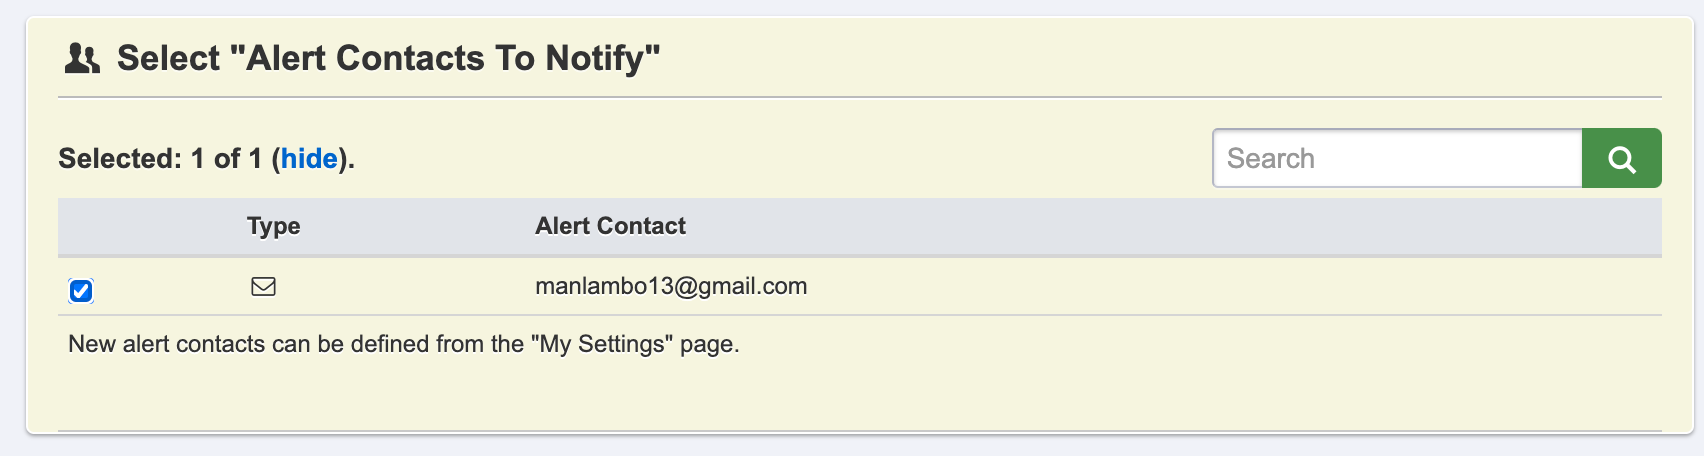 Select "Alert Contacts To Notify"
Selected: 1 of 1 (hide).
Search
Type Alert Contact
manlambo13@gmail.com
New alert contacts can be defined from the "My Settings" page.